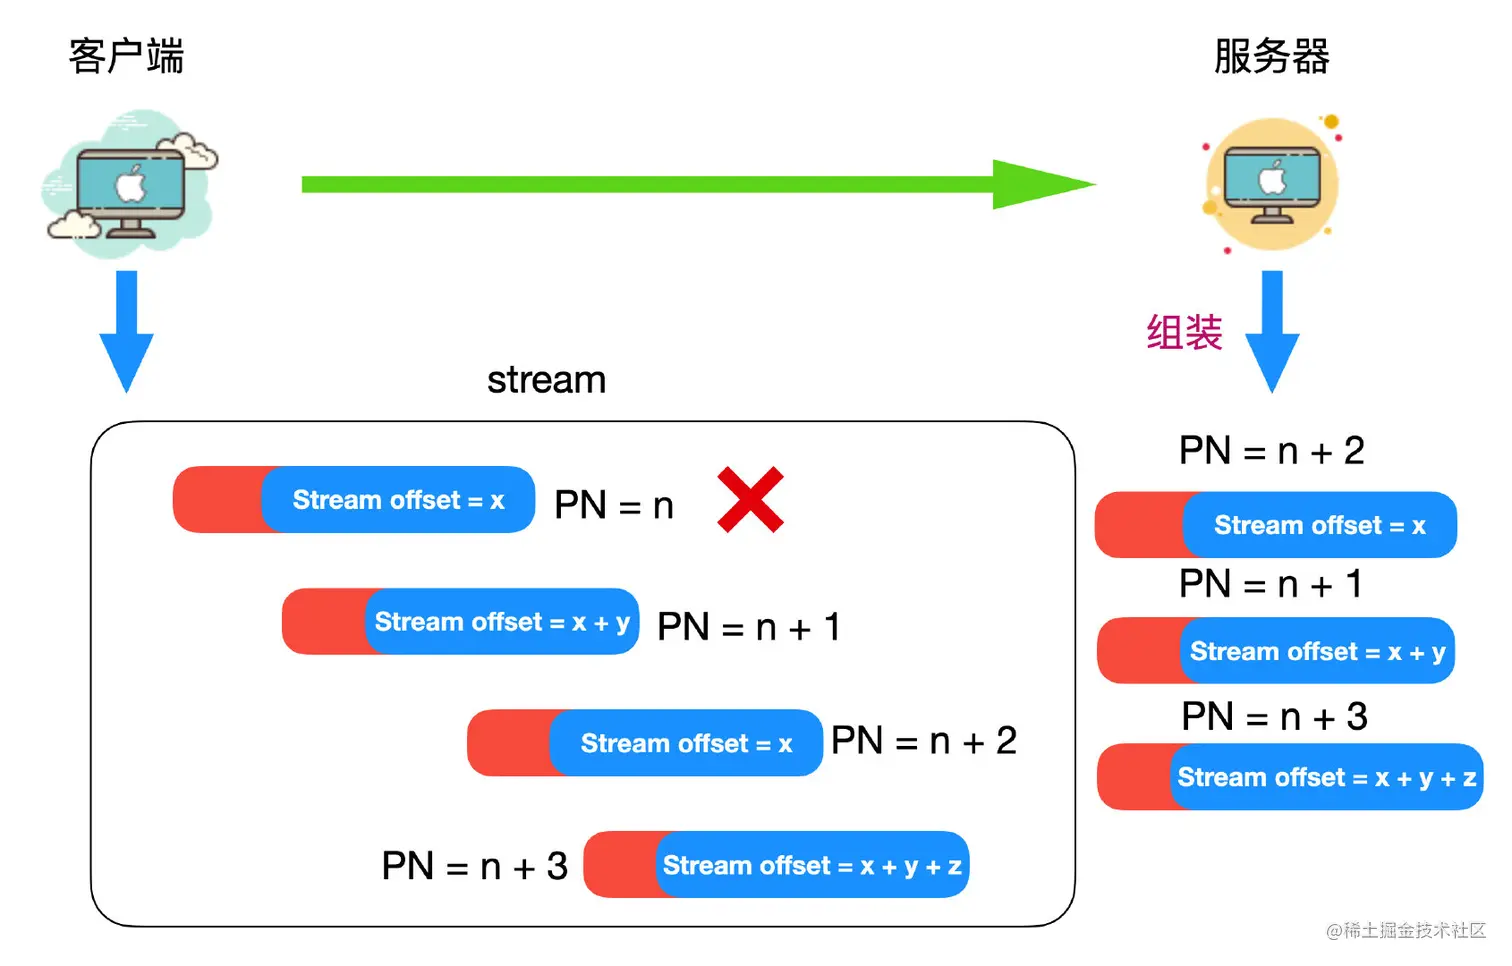 客户端
服务器
组装
stream
Stream offset = x
PN = n
Stream offset = x + y
PN = n + 1
Stream offset = x
PN = n + 2
PN = n + 3
Stream offset = x + y + z
PN = n + 2
Stream offset = x
PN = n + 1
Stream offset = x + y
PN = n + 3
Stream offset = x + y + z
@稀土掘金技术社区